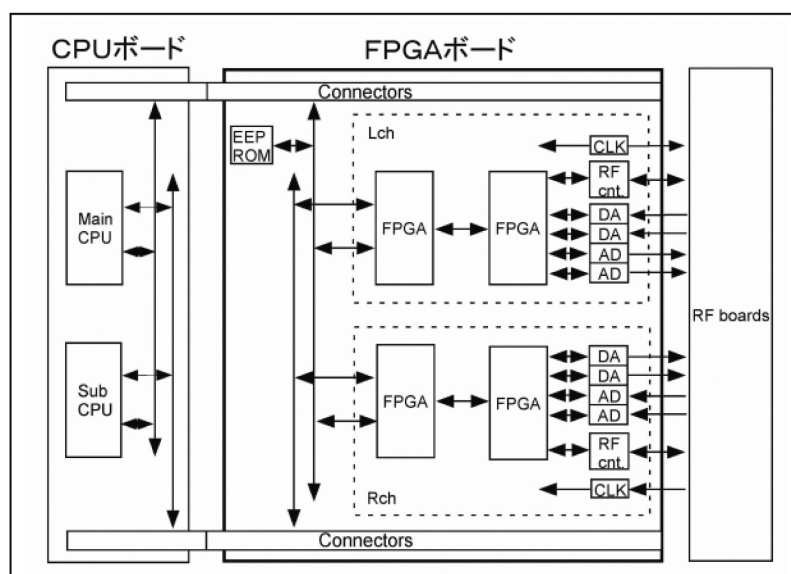 CPUボード
FPGAボード
Connectors
EEP
ROM
Lch
CLK
RF
cnt.
Main
CPU
FPGA
FPGA
DA
DA
AD
AD
RF boards
Sub
CPU
FPGA
FPGA
DA
DA
AD
AD
RF
cnt.
Rch
CLK
Connectors